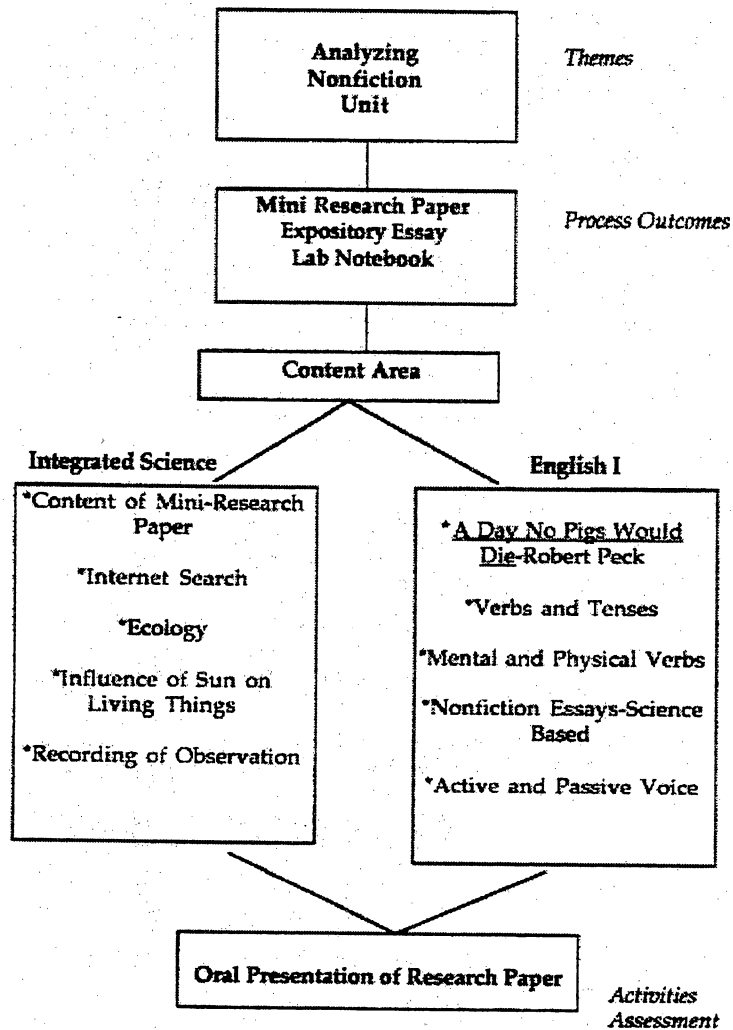 Analyzing
Nonfiction
Unit
Themes
Mini Research Paper
Expository Essay
Lab Notebook
Process Outcomes
Content Area
Integrated Science
*Content of Mini-Research
Paper
*Internet Search
*Ecology
*Influence of Sun on
Living Things
*Recording of Observation
English I
*A Day No Pigs Would
Die-Robert Peck
*Verbs and Tenses
*Mental and Physical Verbs
*Nonfiction Essays-Science
Based
*Active and Passive Voice
Oral Presentation of Research Paper
Activities
Assessment